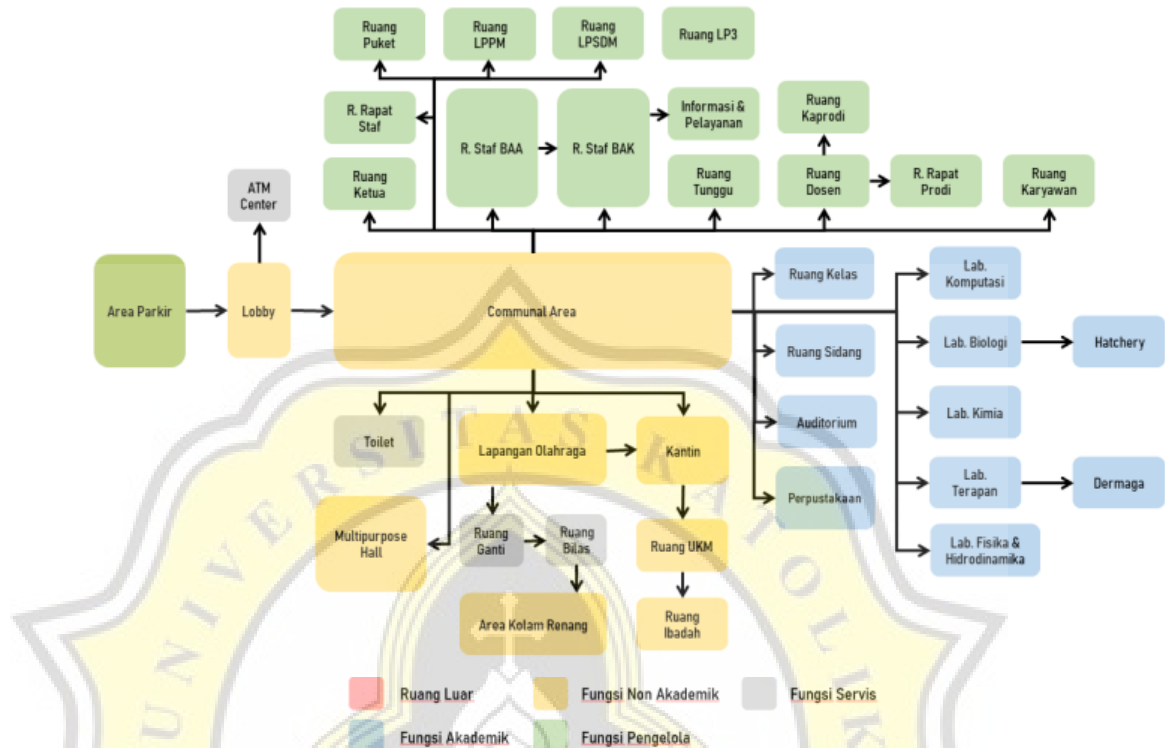 Ruang
Puket
Ruang
LPPM
Ruang
LPSDM
Ruang LP3
R. Rapat
Staf
R. Staf BAA
R. Staf BAK
Informasi &
Pelayanan
Ruang
Kaprodi
Ruang
Ketua
Ruang
Tunggu
Ruang
Dosen
R. Rapat
Prodi
Ruang
Karyawan
ATM
Center
Area Parkir
Lobby
Communal Area
Ruang Kelas
Lab.
Komputasi
Ruang Sidang
Lab. Biologi
Hatchery
Auditorium
Lab. Kimia
Perpustakaan
Lab.
Terapan
Dermaga
Lab. Fisika &
Hidrodinamika
Toilet
Lapangan Olahraga
Kantin
Multipurpose
Hall
Ruang
Ganti
Ruang
Bilas
Ruang UKM
Area Kolam Renang
Ruang
Ibadah
Ruang Luar
Fungsi Non Akademik
Fungsi Servis
Fungsi Akademik
Fungsi Pengelola
UNIVERSITAS KATOLIK